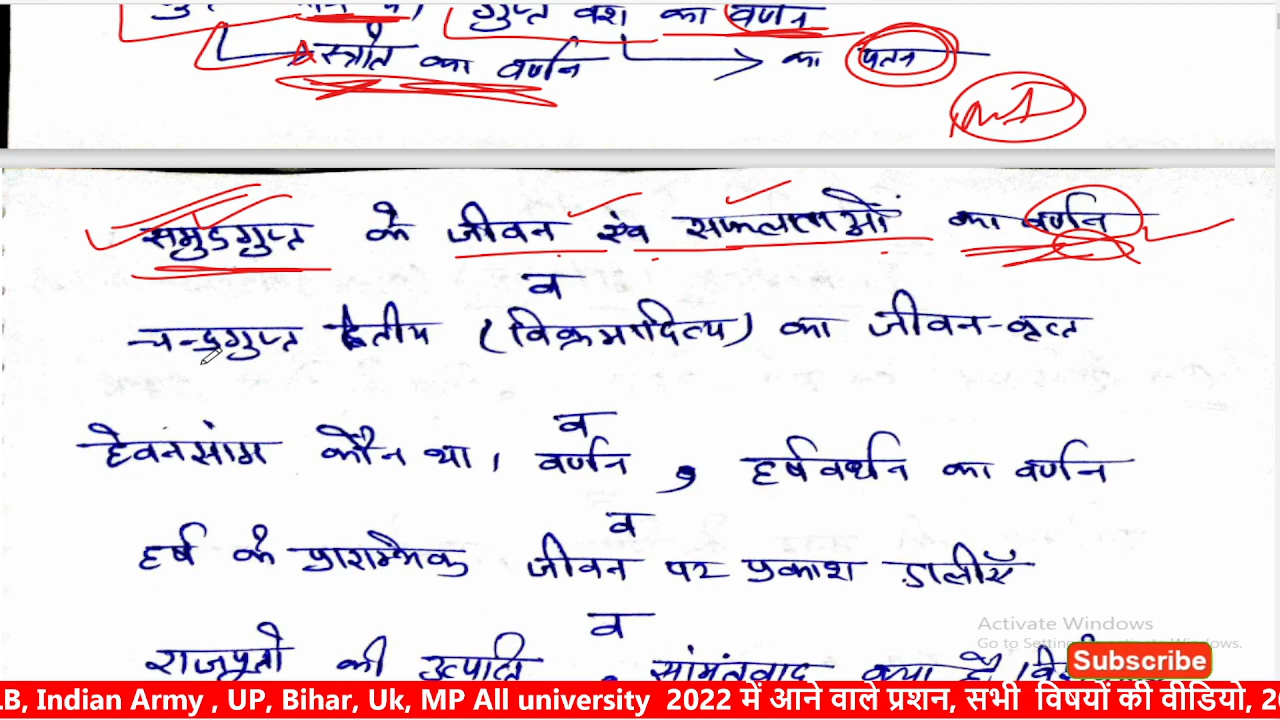 गुप्त वंश का वर्णन
स्त्रोत का वर्णन का पतन
समुद्रगुप्त के जीवन एंव सफलताओं का वर्णन
व
चन्द्रगुप्त द्वितीय (विक्रमादित्य) का जीवन-वृत्त
व
हेवनसांग कौन था। वर्णन , हर्षवर्धन का वर्णन
व
हर्ष के प्रारम्भिक जीवन पर प्रकाश डालीएँ
व
राजपूतो की उत्पति , सांमंतवाद क्या है।
Activate Windows
Subscribe
LB, Indian Army , UP, Bihar, Uk, MP All university 2022 में आने वाले प्रशन, सभी विषयों की वीडियो, 20